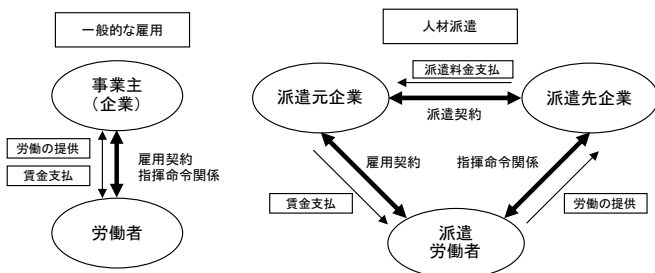 一般的な雇用
事業主
(企業)
労働の提供
賃金支払
雇用契約
指揮命令関係
労働者
人材派遣
派遣料金支払
派遣元企業
派遣先企業
派遣契約
雇用契約
指揮命令関係
賃金支払
労働の提供
派遣
労働者